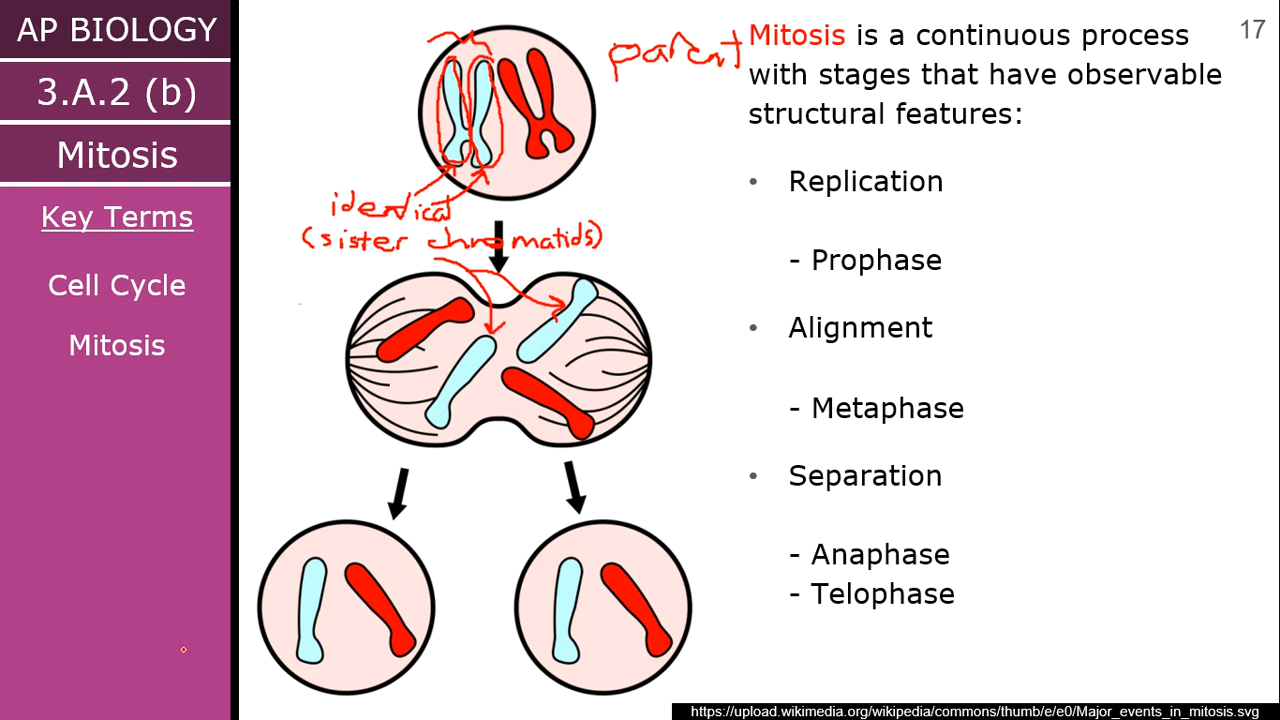 AP BIOLOGY
3.A.2 (b)
Mitosis
Key Terms
Cell Cycle
Mitosis
parent
identical
(sister chromatids)
17
Mitosis is a continuous process
with stages that have observable
structural features:
• Replication
- Prophase
• Alignment
- Metaphase
• Separation
- Anaphase
- Telophase
https://upload.wikimedia.org/wikipedia/commons/thumb/e/e0/Major_events_in_mitosis.svg